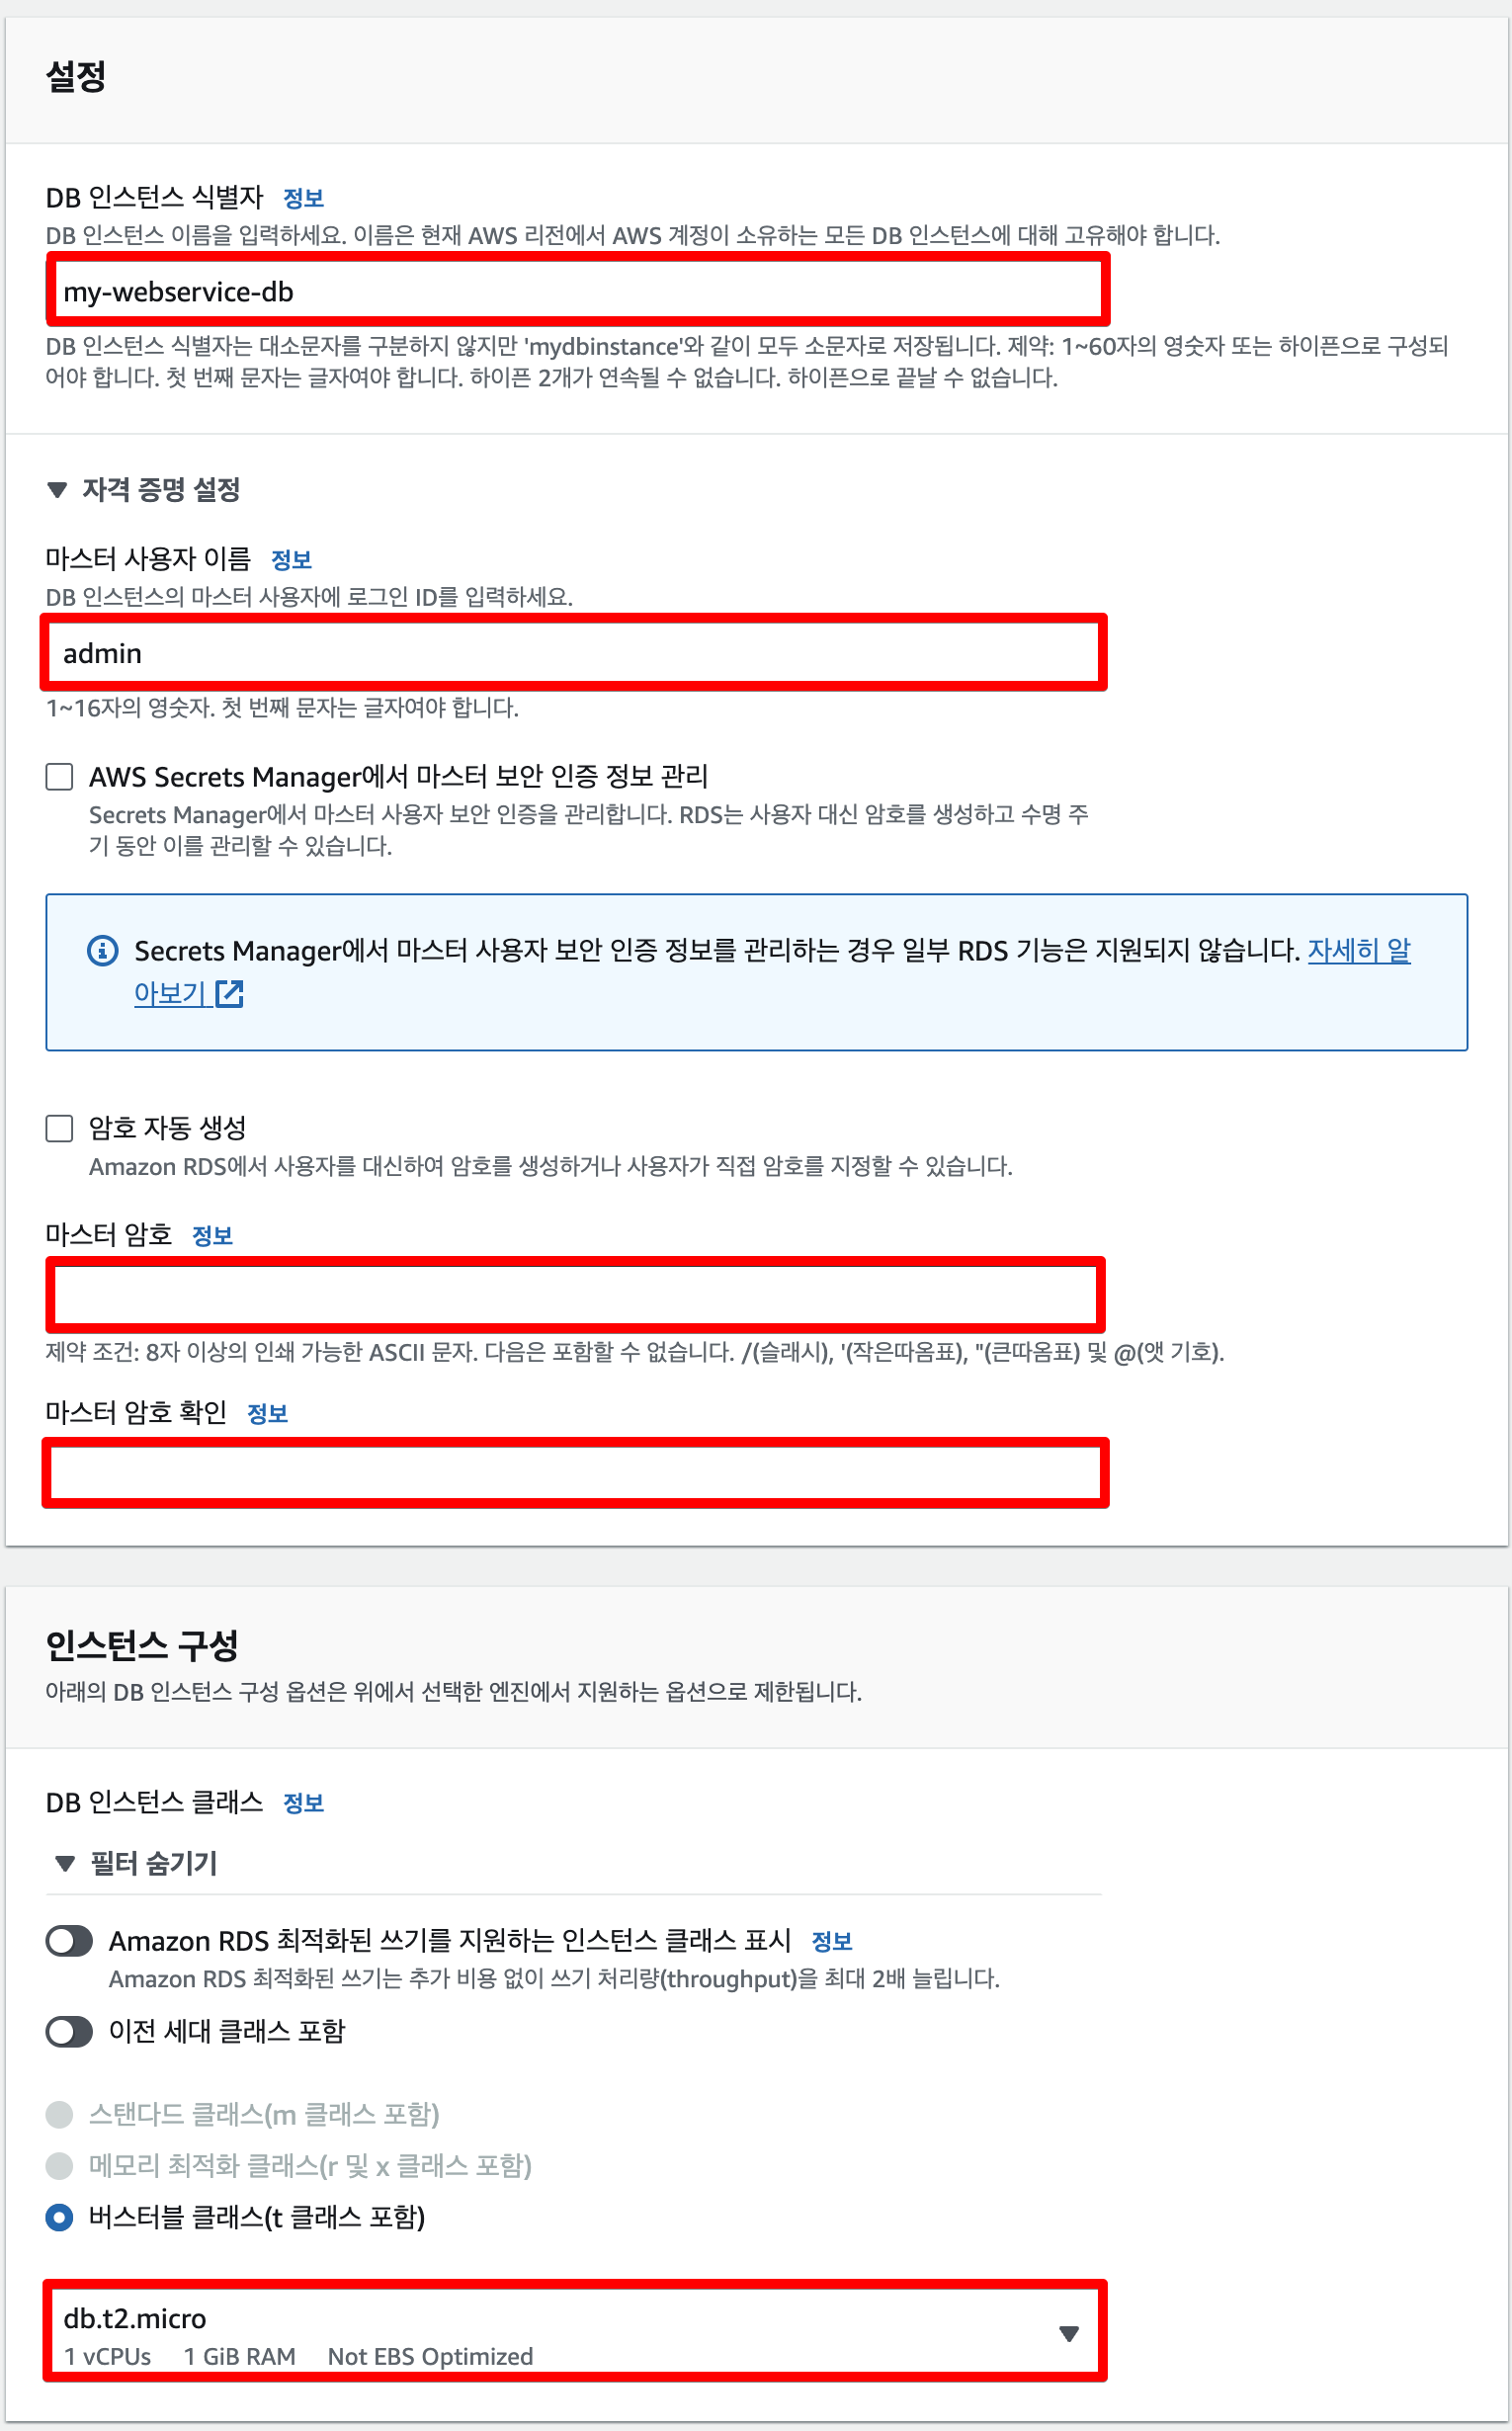 설정
DB 인스턴스 식별자 정보
DB 인스턴스 이름을 입력하세요. 이름은 현재 AWS 리전에서 AWS 계정이 소유하는 모든 DB 인스턴스에 대해 고유해야 합니다.
my-webservice-db
DB 인스턴스 식별자는 대소문자를 구분하지 않지만 'mydbinstance'와 같이 모두 소문자로 저장됩니다. 제약: 1~60자의 영숫자 또는 하이픈으로 구성되
어야 합니다. 첫 번째 문자는 글자여야 합니다. 하이픈 2개가 연속될 수 없습니다. 하이픈으로 끝날 수 없습니다.
▼ 자격 증명 설정
마스터 사용자 이름 정보
DB 인스턴스의 마스터 사용자에 로그인 ID를 입력하세요.
admin
1~16자의 영숫자. 첫 번째 문자는 글자여야 합니다.
AWS Secrets Manager에서 마스터 보안 인증 정보 관리
Secrets Manager에서 마스터 사용자 보안 인증을 관리합니다. RDS는 사용자 대신 암호를 생성하고 수명 주
기 동안 이를 관리할 수 있습니다.
Secrets Manager에서 마스터 사용자 보안 인증 정보를 관리하는 경우 일부 RDS 기능은 지원되지 않습니다. 자세히 알
아보기
암호 자동 생성
Amazon RDS에서 사용자를 대신하여 암호를 생성하거나 사용자가 직접 암호를 지정할 수 있습니다.
마스터 암호 정보
제약 조건: 8자 이상의 인쇄 가능한 ASCII 문자. 다음은 포함할 수 없습니다. /(슬래시), '(작은따옴표), "(큰따옴표) 및 @(앳 기호).
마스터 암호 확인 정보
인스턴스 구성
아래의 DB 인스턴스 구성 옵션은 위에서 선택한 엔진에서 지원하는 옵션으로 제한됩니다.
DB 인스턴스 클래스 정보
▼ 필터 숨기기
Amazon RDS 최적화된 쓰기를 지원하는 인스턴스 클래스 표시 정보
Amazon RDS 최적화된 쓰기는 추가 비용 없이 쓰기 처리량(throughput)을 최대 2배 늘립니다.
이전 세대 클래스 포함
스탠다드 클래스(m 클래스 포함)
메모리 최적화 클래스(r 및 x 클래스 포함)
버스터블 클래스(t 클래스 포함)
db.t2.micro
1 vCPUs 1 GiB RAM Not EBS Optimized